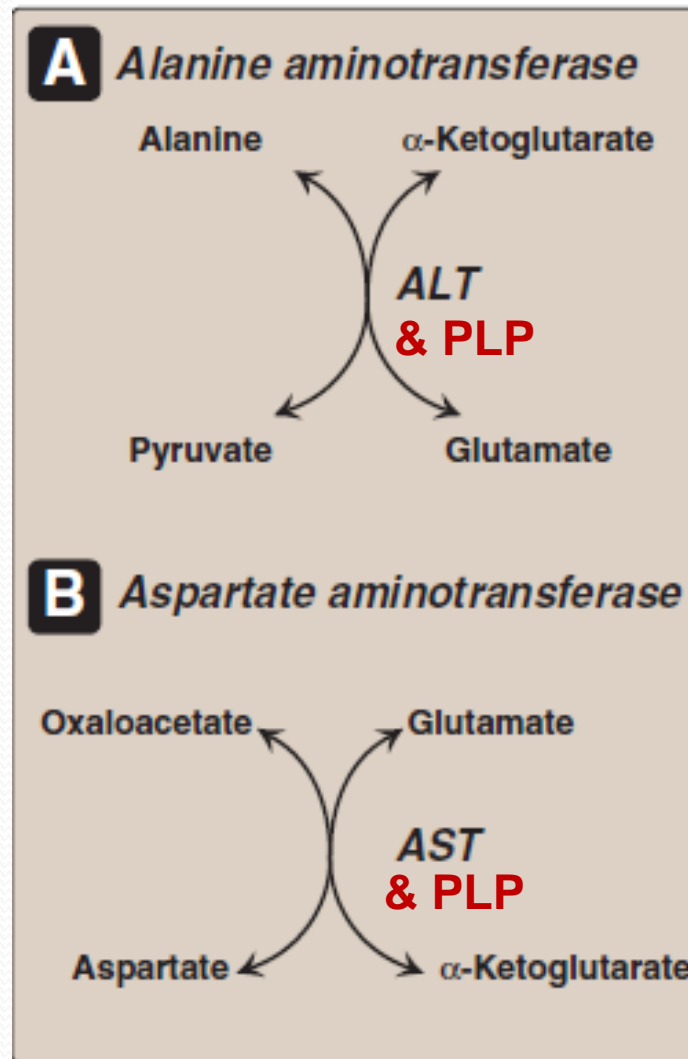 A Alanine aminotransferase
Alanine α-Ketoglutarate
ALT
& PLP
Pyruvate Glutamate
B Aspartate aminotransferase
Oxaloacetate Glutamate
AST
& PLP
Aspartate α-Ketoglutarate